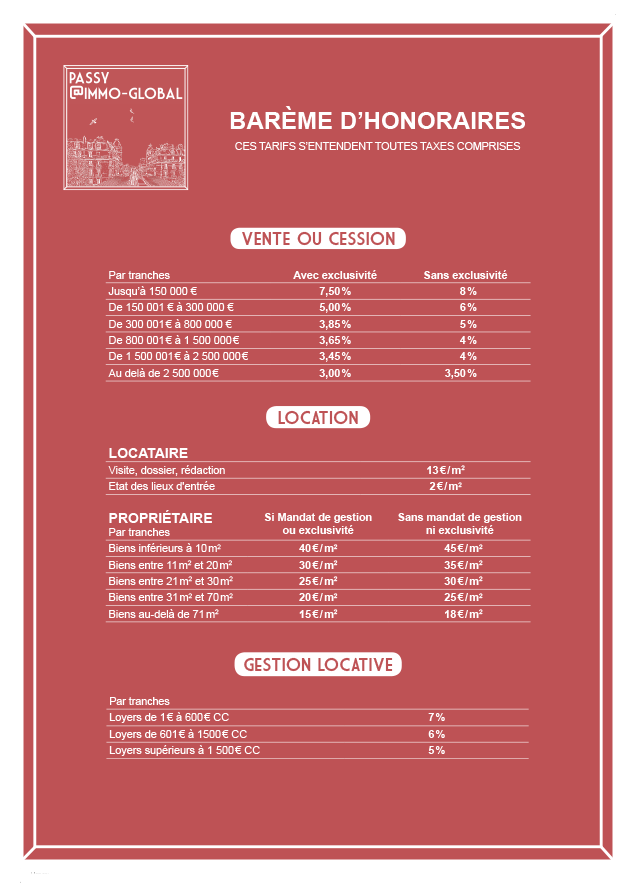 PASSY
@IMMO-GLOBAL
BARÈME D'HONORAIRES
CES TARIFS S'ENTENDENT TOUTES TAXES COMPRISES
VENTE OU CESSION
Par tranches Avec exclusivité Sans exclusivité
Jusqu'à 150 000 € 7,50% 8%
De 150 001€ à 300 000 € 5,00% 6%
De 300 001€ à 800 000 € 3,85% 5%
De 800 001€ à 1 500 000€ 3,65% 4%
De 1 500 001€ à 2 500 000€ 3,45% 4%
Au delà de 2 500 000€ 3,00% 3,50%
LOCATION
LOCATAIRE
Visite, dossier, rédaction 13€/m²
Etat des lieux d'entrée 2€/m²
PROPRIÉTAIRE Si Mandat de gestion Sans mandat de gestion
Par tranches ou exclusivité ni exclusivité
Biens inférieurs à 10m² 40€/m² 45€/m²
Biens entre 11m² et 20m² 30€/m² 35€/m²
Biens entre 21m² et 30m² 25€/m² 30€/m²
Biens entre 31m² et 70m² 20€/m² 25€/m²
Biens au-delà de 71m² 15€/m² 18€/m²
GESTION LOCATIVE
Par tranches
Loyers de 1€ à 600€ CC 7%
Loyers de 601€ à 1500€ CC 6%
Loyers supérieurs à 1 500€ CC 5%